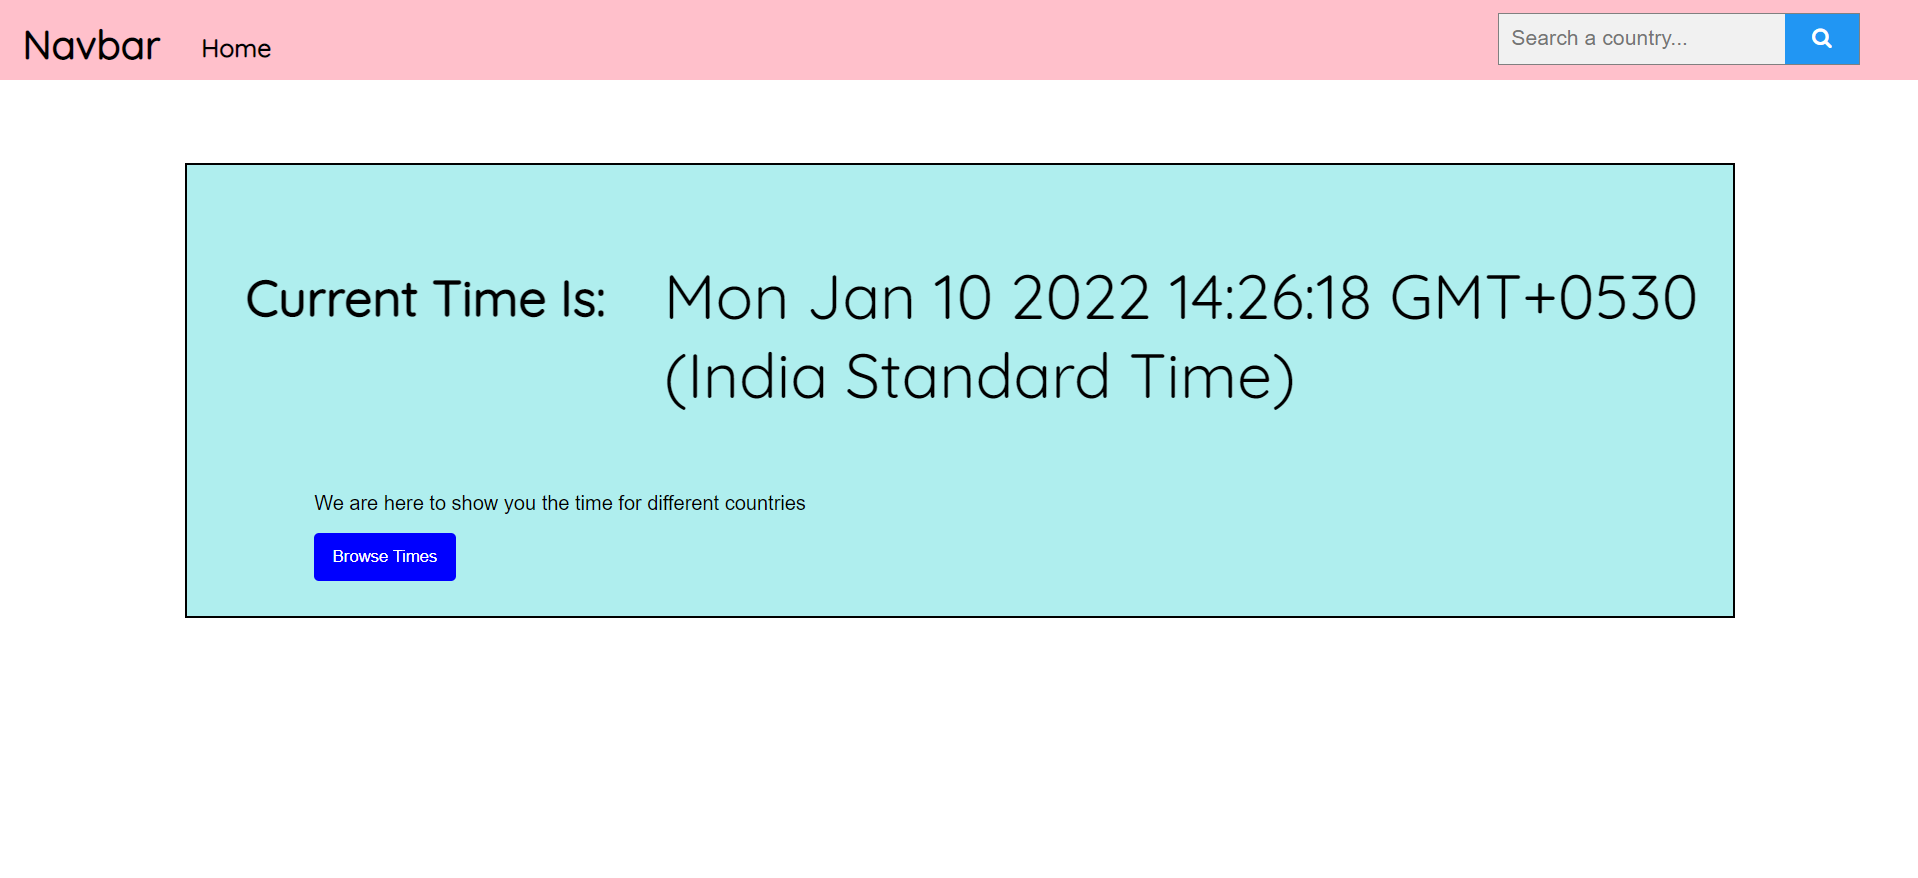 Navbar Home Search a country...
Current Time Is: Mon Jan 10 2022 14:26:18 GMT+0530
(India Standard Time)
We are here to show you the time for different countries
Browse Times